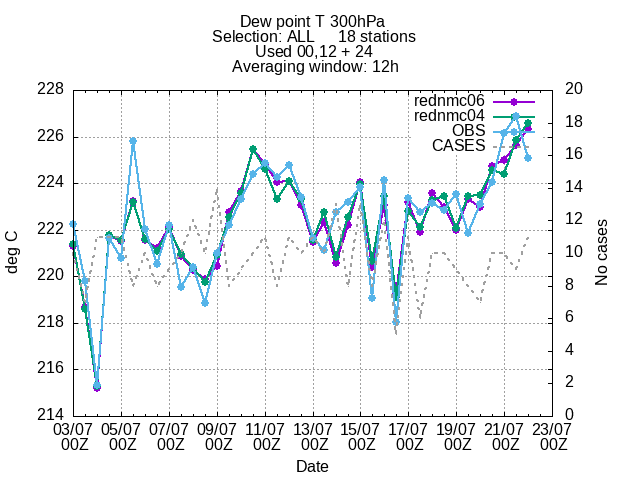 Dew point T 300hPa
Selection: ALL 18 stations
Used 00,12 + 24
Averaging window: 12h
228 20
rednmc06
rednmc04
OBS
CASES
18
226
16
224
14
222
12
10
220
8
218
6
4
216
2
214 0
deg C
No cases
03/07 05/07 07/07 09/07 11/07 13/07 15/07 17/07 19/07 21/07 23/07
00Z 00Z 00Z 00Z 00Z 00Z 00Z 00Z 00Z 00Z 00Z
Date